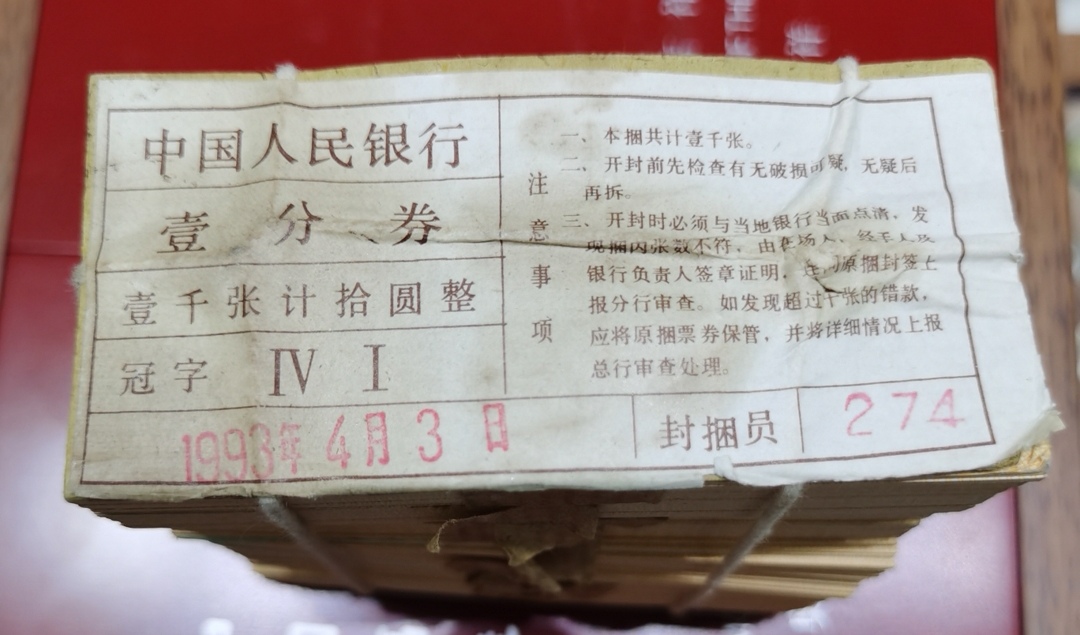 中国人民银行
壹分券
壹千张计拾圆整
冠字 Ⅳ Ⅰ
1993年4月3日
注意事项
一、本捆共计壹千张。
二、开封前先检查有无破损可疑,无疑后
再拆。
三、开封时必须与当地银行当面点清,发
现捆内张数不符,由在场人、经手人及
银行负责人签章证明,连同原捆封签上
报分行审查。如发现超过千张的错款,
应将原捆票券保管,并将详细情况上报
总行审查处理。
封捆员 274